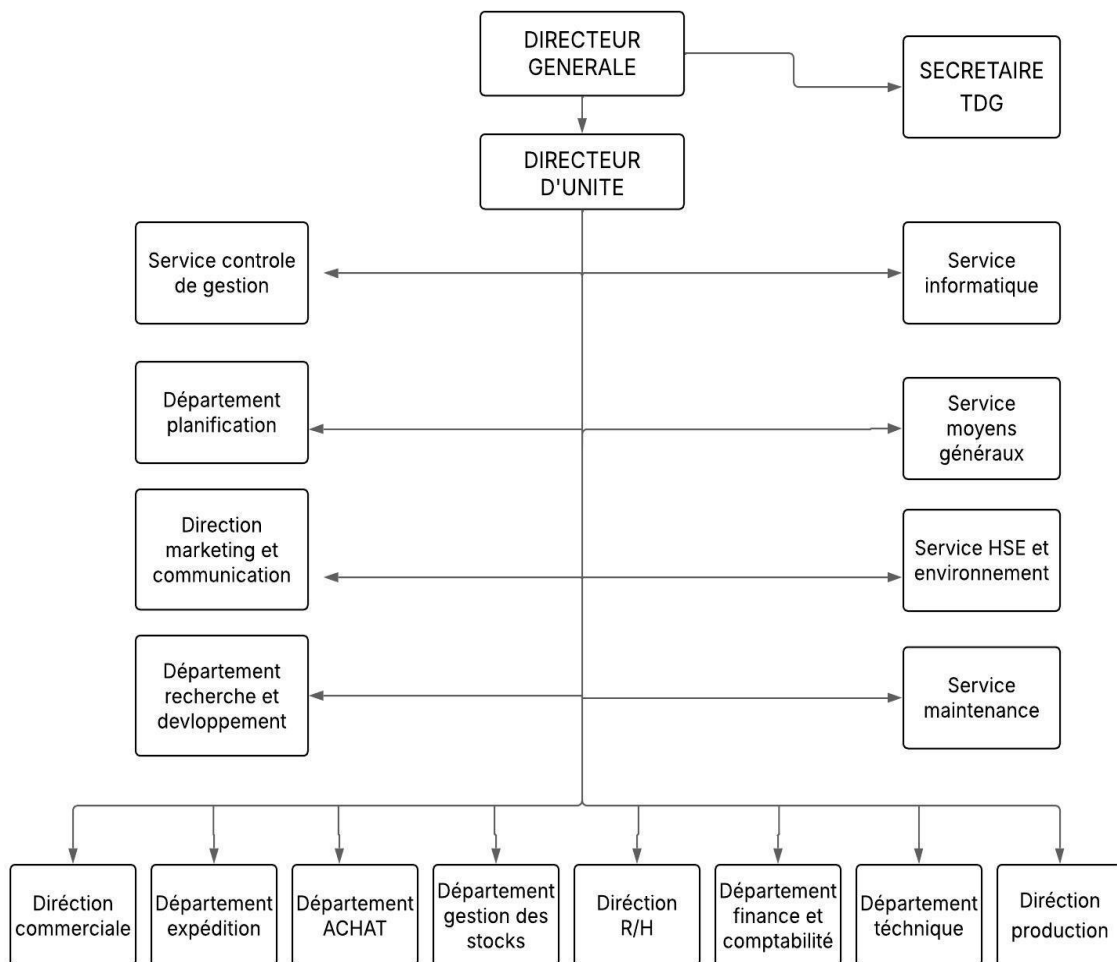 DIRECTEUR
GENERALE
SECRETAIRE
TDG
DIRECTEUR
D'UNITE
Service controle
de gestion
Service
informatique
Département
planification
Service
moyens
généraux
Direction
marketing et
communication
Service HSE et
environnement
Département
recherche et
devloppement
Service
maintenance
Diréction
commerciale
Département
expédition
Département
ACHAT
Département
gestion des
stocks
Diréction
R/H
Département
finance et
comptabilité
Département
téchnique
Diréction
production